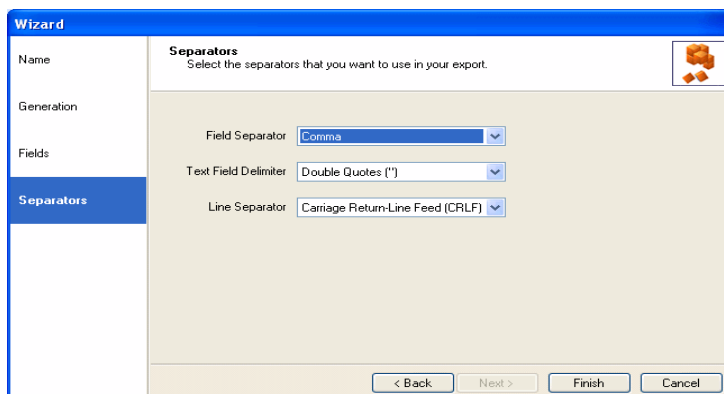 Wizard
Name
Generation
Fields
Separators
Separators
Select the separators that you want to use in your export.
Field Separator
Comma
Text Field Delimiter
Double Quotes (")
Line Separator
Carriage Return-Line Feed (CRLF)
< Back
Next >
Finish
Cancel